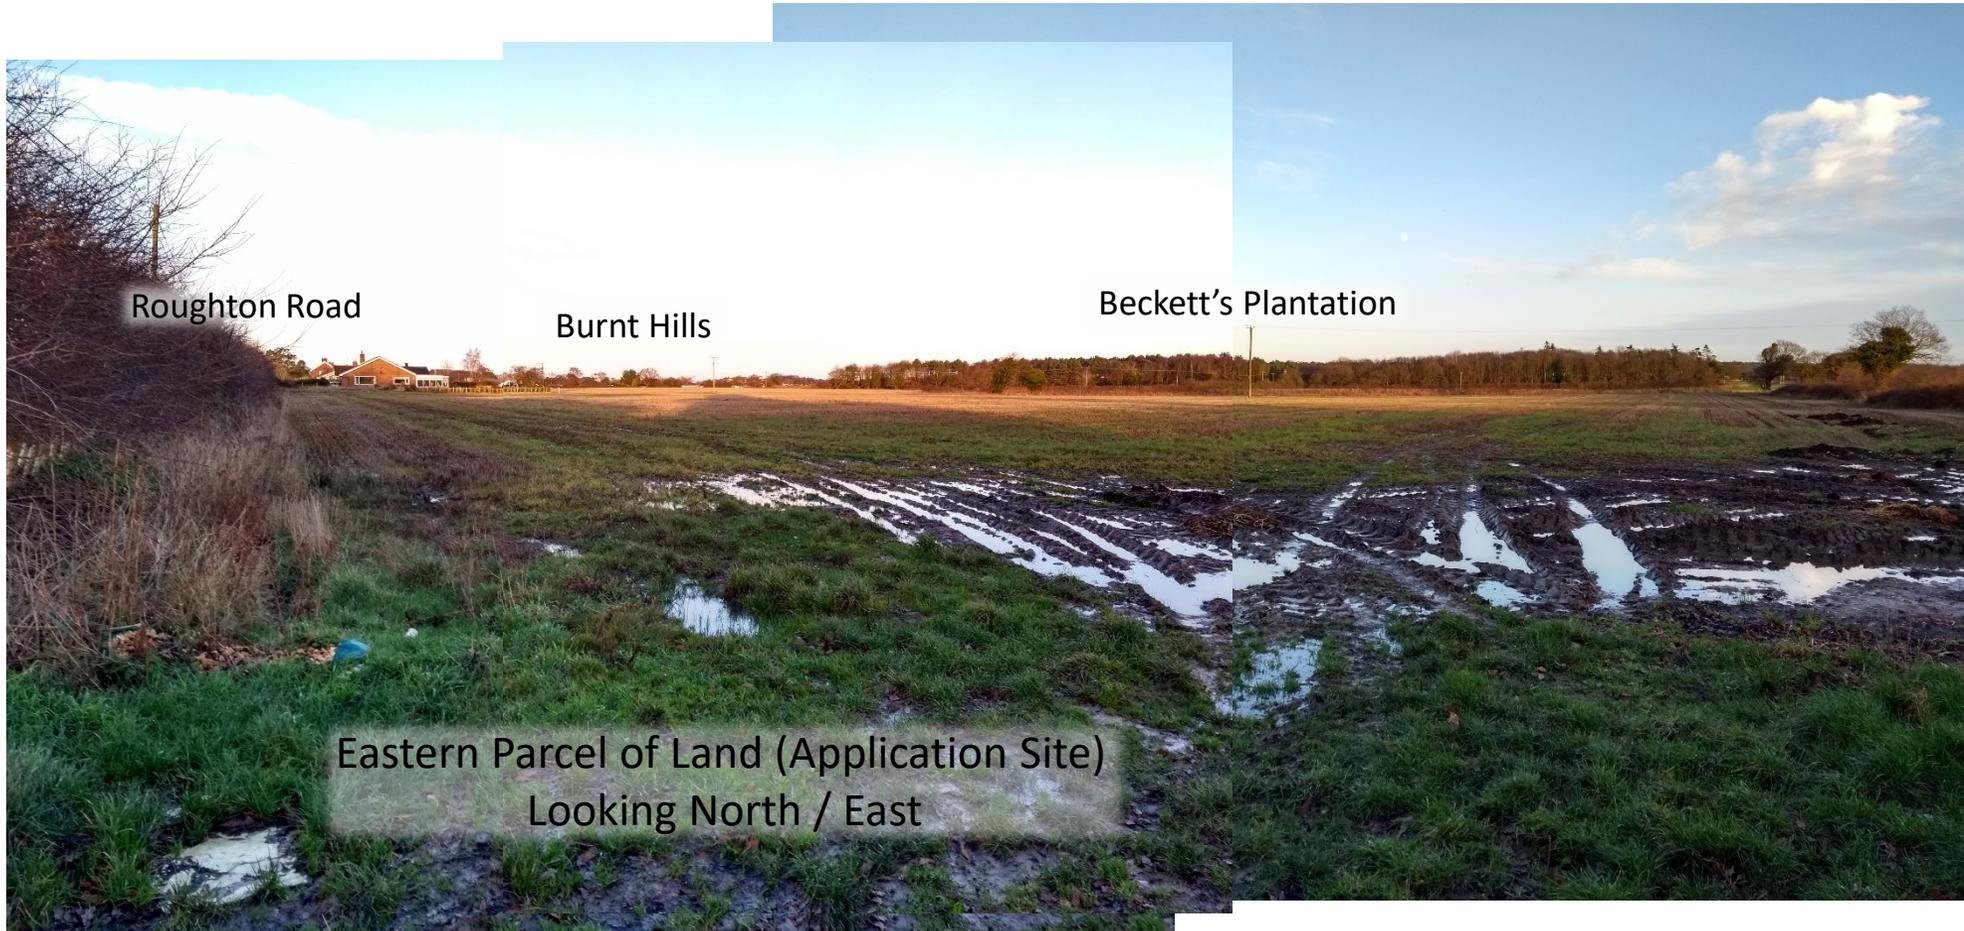 Roughton Road
Burnt Hills
Beckett’s Plantation
Eastern Parcel of Land (Application Site)
Looking North / East